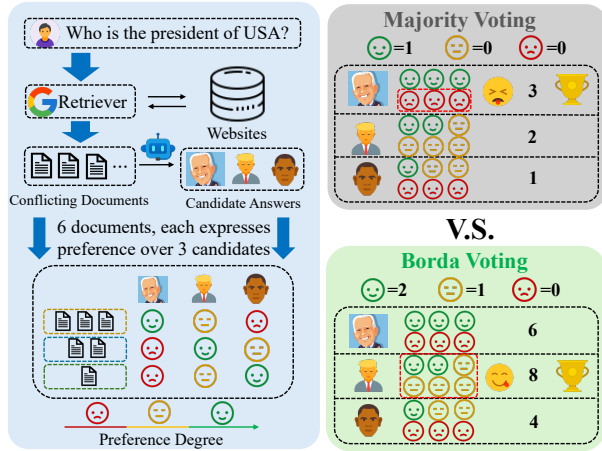 Who is the president of USA?
Retriever
Websites
...
Conflicting Documents
Candidate Answers
6 documents, each expresses
preference over 3 candidates
Preference Degree
Majority Voting
=1
=0
=0
3
2
1
V.S.
Borda Voting
=2
=1
=0
6
8
4